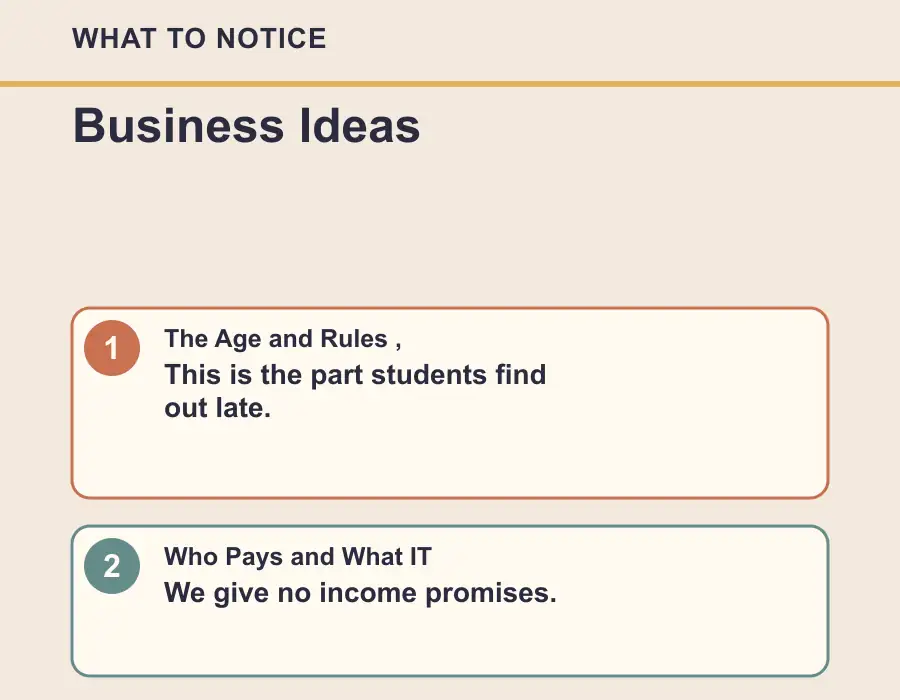 WHAT TO NOTICE
Business Ideas
1
The Age and Rules ,
This is the part students find
out late.
2
Who Pays and What IT
We give no income promises.